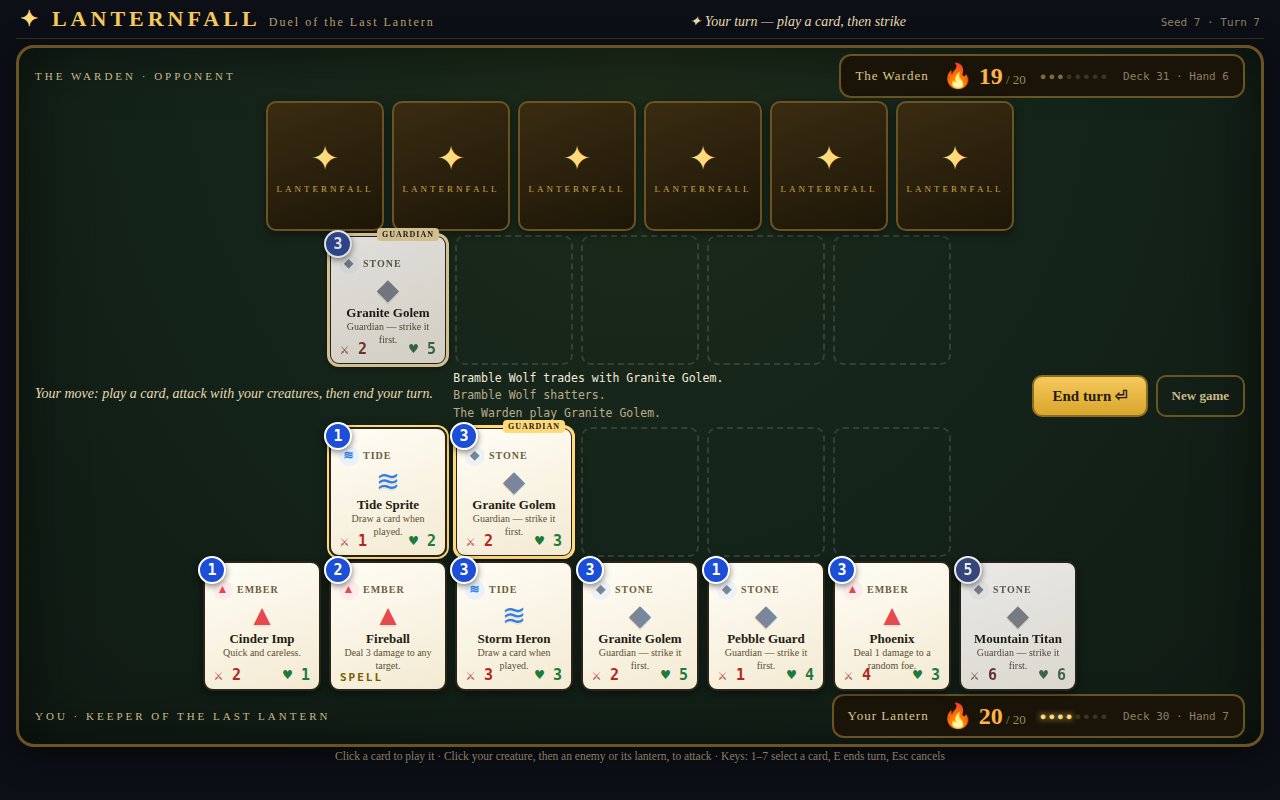 ✦ LANTERNFALL Duel of the Last Lantern
✦ Your turn — play a card, then strike
Seed 7 · Turn 7
THE WARDEN · OPPONENT
The Warden 🔥 19 / 20 Deck 31 · Hand 6
✦ ✦ ✦ ✦ ✦ ✦
LANTERNFALL LANTERNFALL LANTERNFALL LANTERNFALL LANTERNFALL LANTERNFALL
GUARDIAN
3
◆ STONE
◆
Granite Golem
Guardian — strike it
first.
⚔ 2 ♥ 5
Your move: play a card, attack with your creatures, then end your turn.
Bramble Wolf trades with Granite Golem.
Bramble Wolf shatters.
The Warden play Granite Golem.
End turn ⏎
New game
1
≋ TIDE
≋
Tide Sprite
Draw a card when
played.
⚔ 1 ♥ 2
GUARDIAN
3
◆ STONE
◆
Granite Golem
Guardian — strike it
first.
⚔ 2 ♥ 3
1
▲ EMBER
▲
Cinder Imp
Quick and careless.
⚔ 2 ♥ 1
2
▲ EMBER
▲
Fireball
Deal 3 damage to any
target.
SPELL
3
≋ TIDE
≋
Storm Heron
Draw a card when
played.
⚔ 3 ♥ 3
3
◆ STONE
◆
Granite Golem
Guardian — strike it
first.
⚔ 2 ♥ 5
1
◆ STONE
◆
Pebble Guard
Guardian — strike it
first.
⚔ 1 ♥ 4
3
▲ EMBER
▲
Phoenix
Deal 1 damage to a
random foe.
⚔ 4 ♥ 3
5
◆ STONE
◆
Mountain Titan
Guardian — strike it
first.
⚔ 6 ♥ 6
YOU · KEEPER OF THE LAST LANTERN
Your Lantern 🔥 20 / 20 Deck 30 · Hand 7
Click a card to play it · Click your creature, then an enemy or its lantern, to attack · Keys: 1–7 select a card, E ends turn, Esc cancels